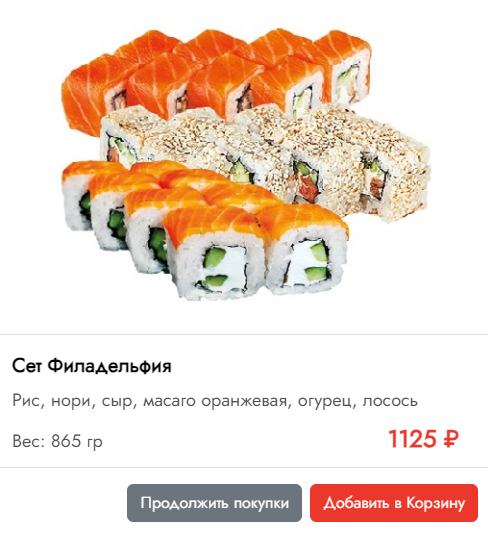 Сет Филадельфия
Рис, нори, сыр, масаго оранжевая, огурец, лосось
Вес: 865 гр
1125 ₽
Продолжить покупки
Добавить в Корзину